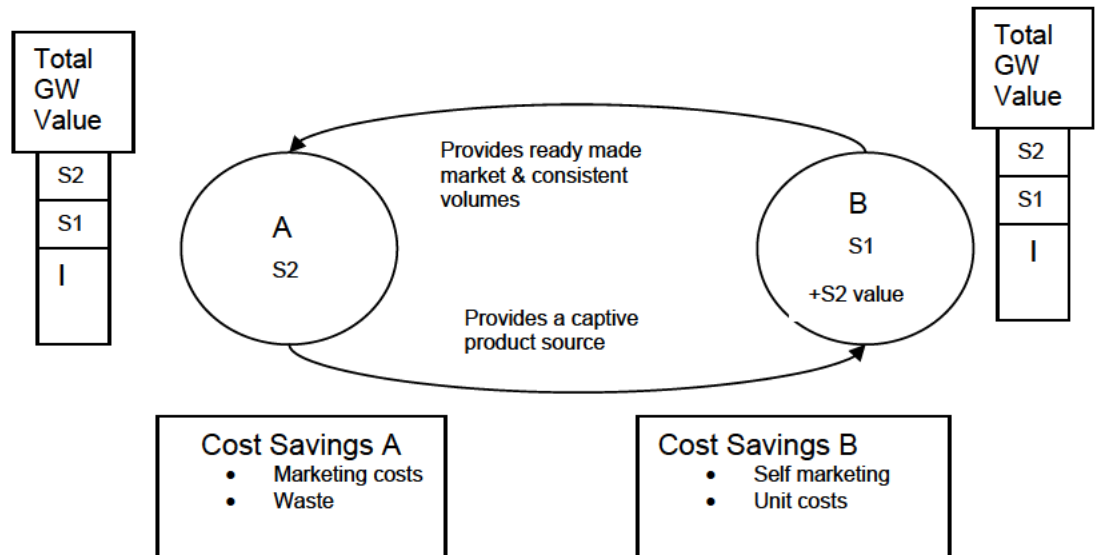 Total
GW
Value
S2
S1
I
Provides ready made
market & consistent
volumes
A
S2
B
S1
+S2 value
Provides a captive
product source
Total
GW
Value
S2
S1
I
Cost Savings A
• Marketing costs
• Waste
Cost Savings B
• Self marketing
• Unit costs